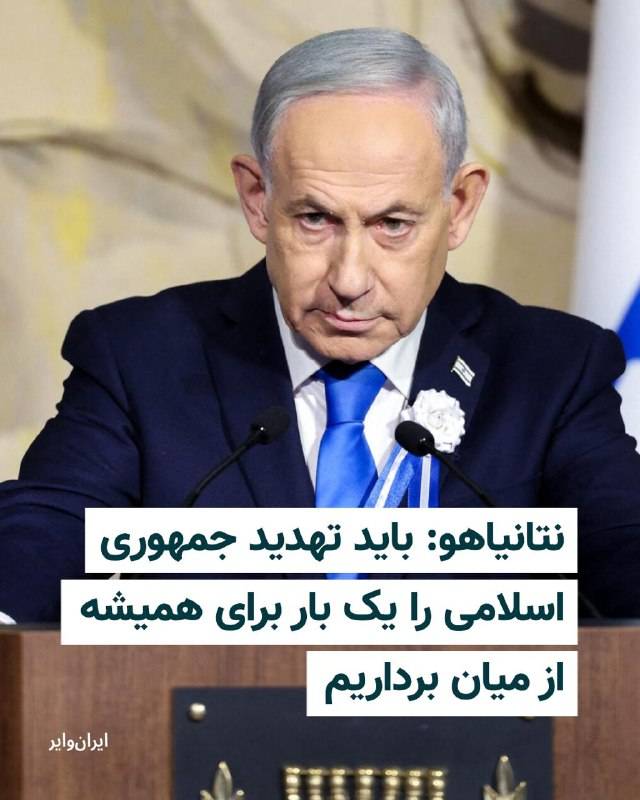 نتانیاهو: باید تهدید جمهوری
اسلامی را یک بار برای همیشه
از میان برداریم
ایران‌وایر